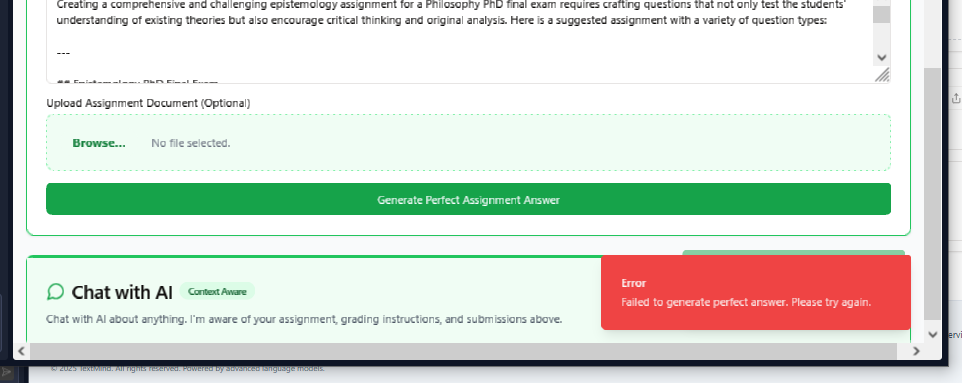 Creating a comprehensive and challenging epistemology assignment for a Philosophy PhD final exam requires crafting questions that not only test the students'
understanding of existing theories but also encourage critical thinking and original analysis. Here is a suggested assignment with a variety of question types:
---
## Epistemology PhD Final Exam
Upload Assignment Document (Optional)
Browse... No file selected.
Generate Perfect Assignment Answer
Chat with AI Context Aware
Chat with AI about anything. I'm aware of your assignment, grading instructions, and submissions above.
Error
Failed to generate perfect answer. Please try again.
© 2025 TextMind. All rights reserved. Powered by advanced language models.